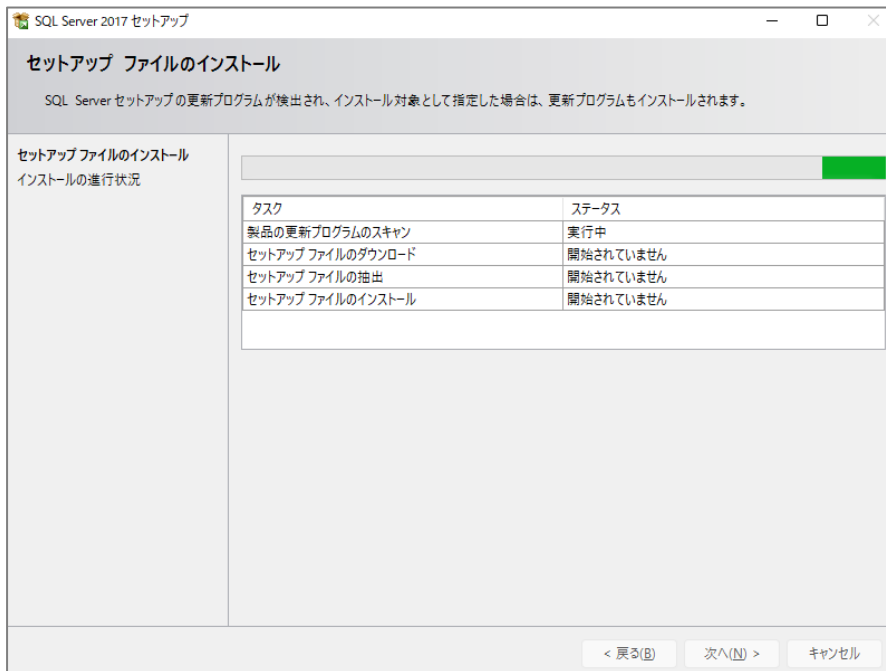 SQL Server 2017 セットアップ
セットアップ ファイルのインストール
SQL Server セットアップの更新プログラムが検出され、インストール対象として指定した場合は、更新プログラムもインストールされます。
セットアップ ファイルのインストール
インストールの進行状況
タスク ステータス
製品の更新プログラムのスキャン 実行中
セットアップ ファイルのダウンロード 開始されていません
セットアップ ファイルの抽出 開始されていません
セットアップ ファイルのインストール 開始されていません
< 戻る(B) 次へ(N) > キャンセル